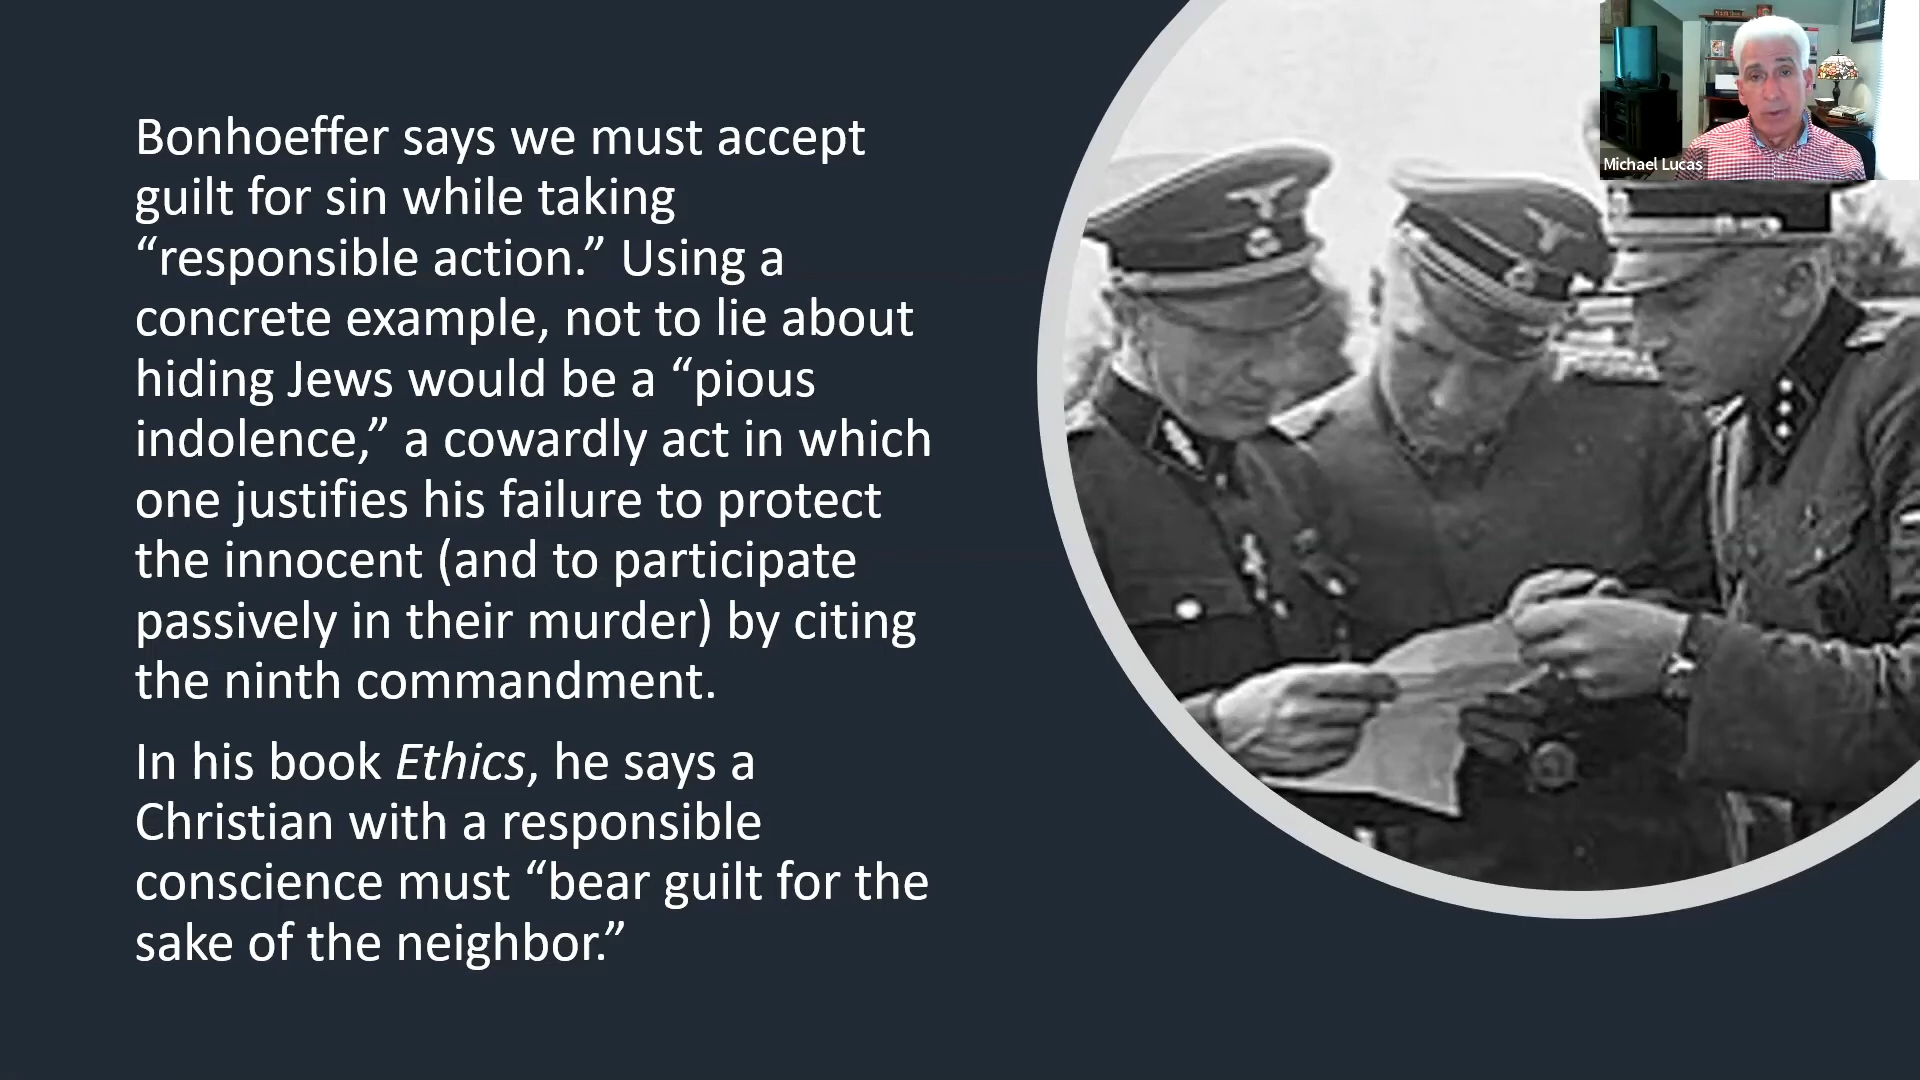 Bonhoeffer says we must accept
guilt for sin while taking
“responsible action.” Using a
concrete example, not to lie about
hiding Jews would be a “pious
indolence,” a cowardly act in which
one justifies his failure to protect
the innocent (and to participate
passively in their murder) by citing
the ninth commandment.
In his book Ethics, he says a
Christian with a responsible
conscience must “bear guilt for the
sake of the neighbor.”
Michael Lucas